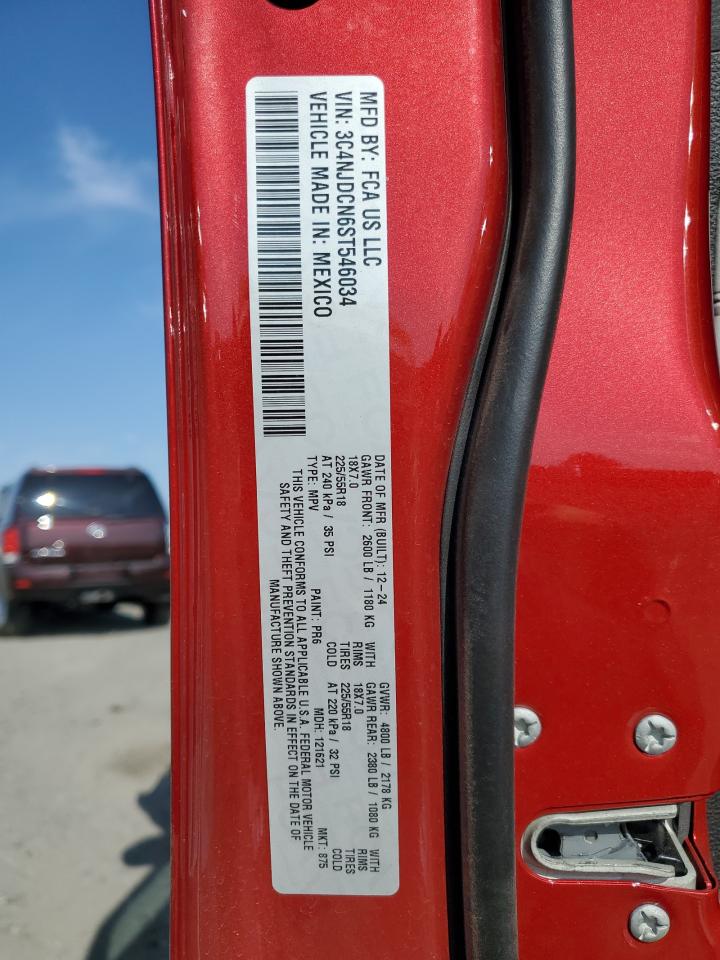 MFD BY: FCA US LLC
VIN: 3C4NJDCN6ST546034
VEHICLE MADE IN: MEXICO
DATE OF MFR (BUILT): 12-24 GVWR: 4800 LB / 2178 KG
GAWR FRONT: 2600 LB / 1180 KG WITH GAWR REAR: 2380 LB / 1080 KG WITH
18X7.0 RIMS 18X7.0 RIMS
225/55R18 TIRES 225/55R18 TIRES
AT 240 kPa / 35 PSI COLD AT 220 kPa / 32 PSI COLD
TYPE: MPV PAINT: PR6 MDH: 121621 MKT: 875
THIS VEHICLE CONFORMS TO ALL APPLICABLE U.S.A. FEDERAL MOTOR VEHICLE
SAFETY AND THEFT PREVENTION STANDARDS IN EFFECT ON THE DATE OF
MANUFACTURE SHOWN ABOVE.